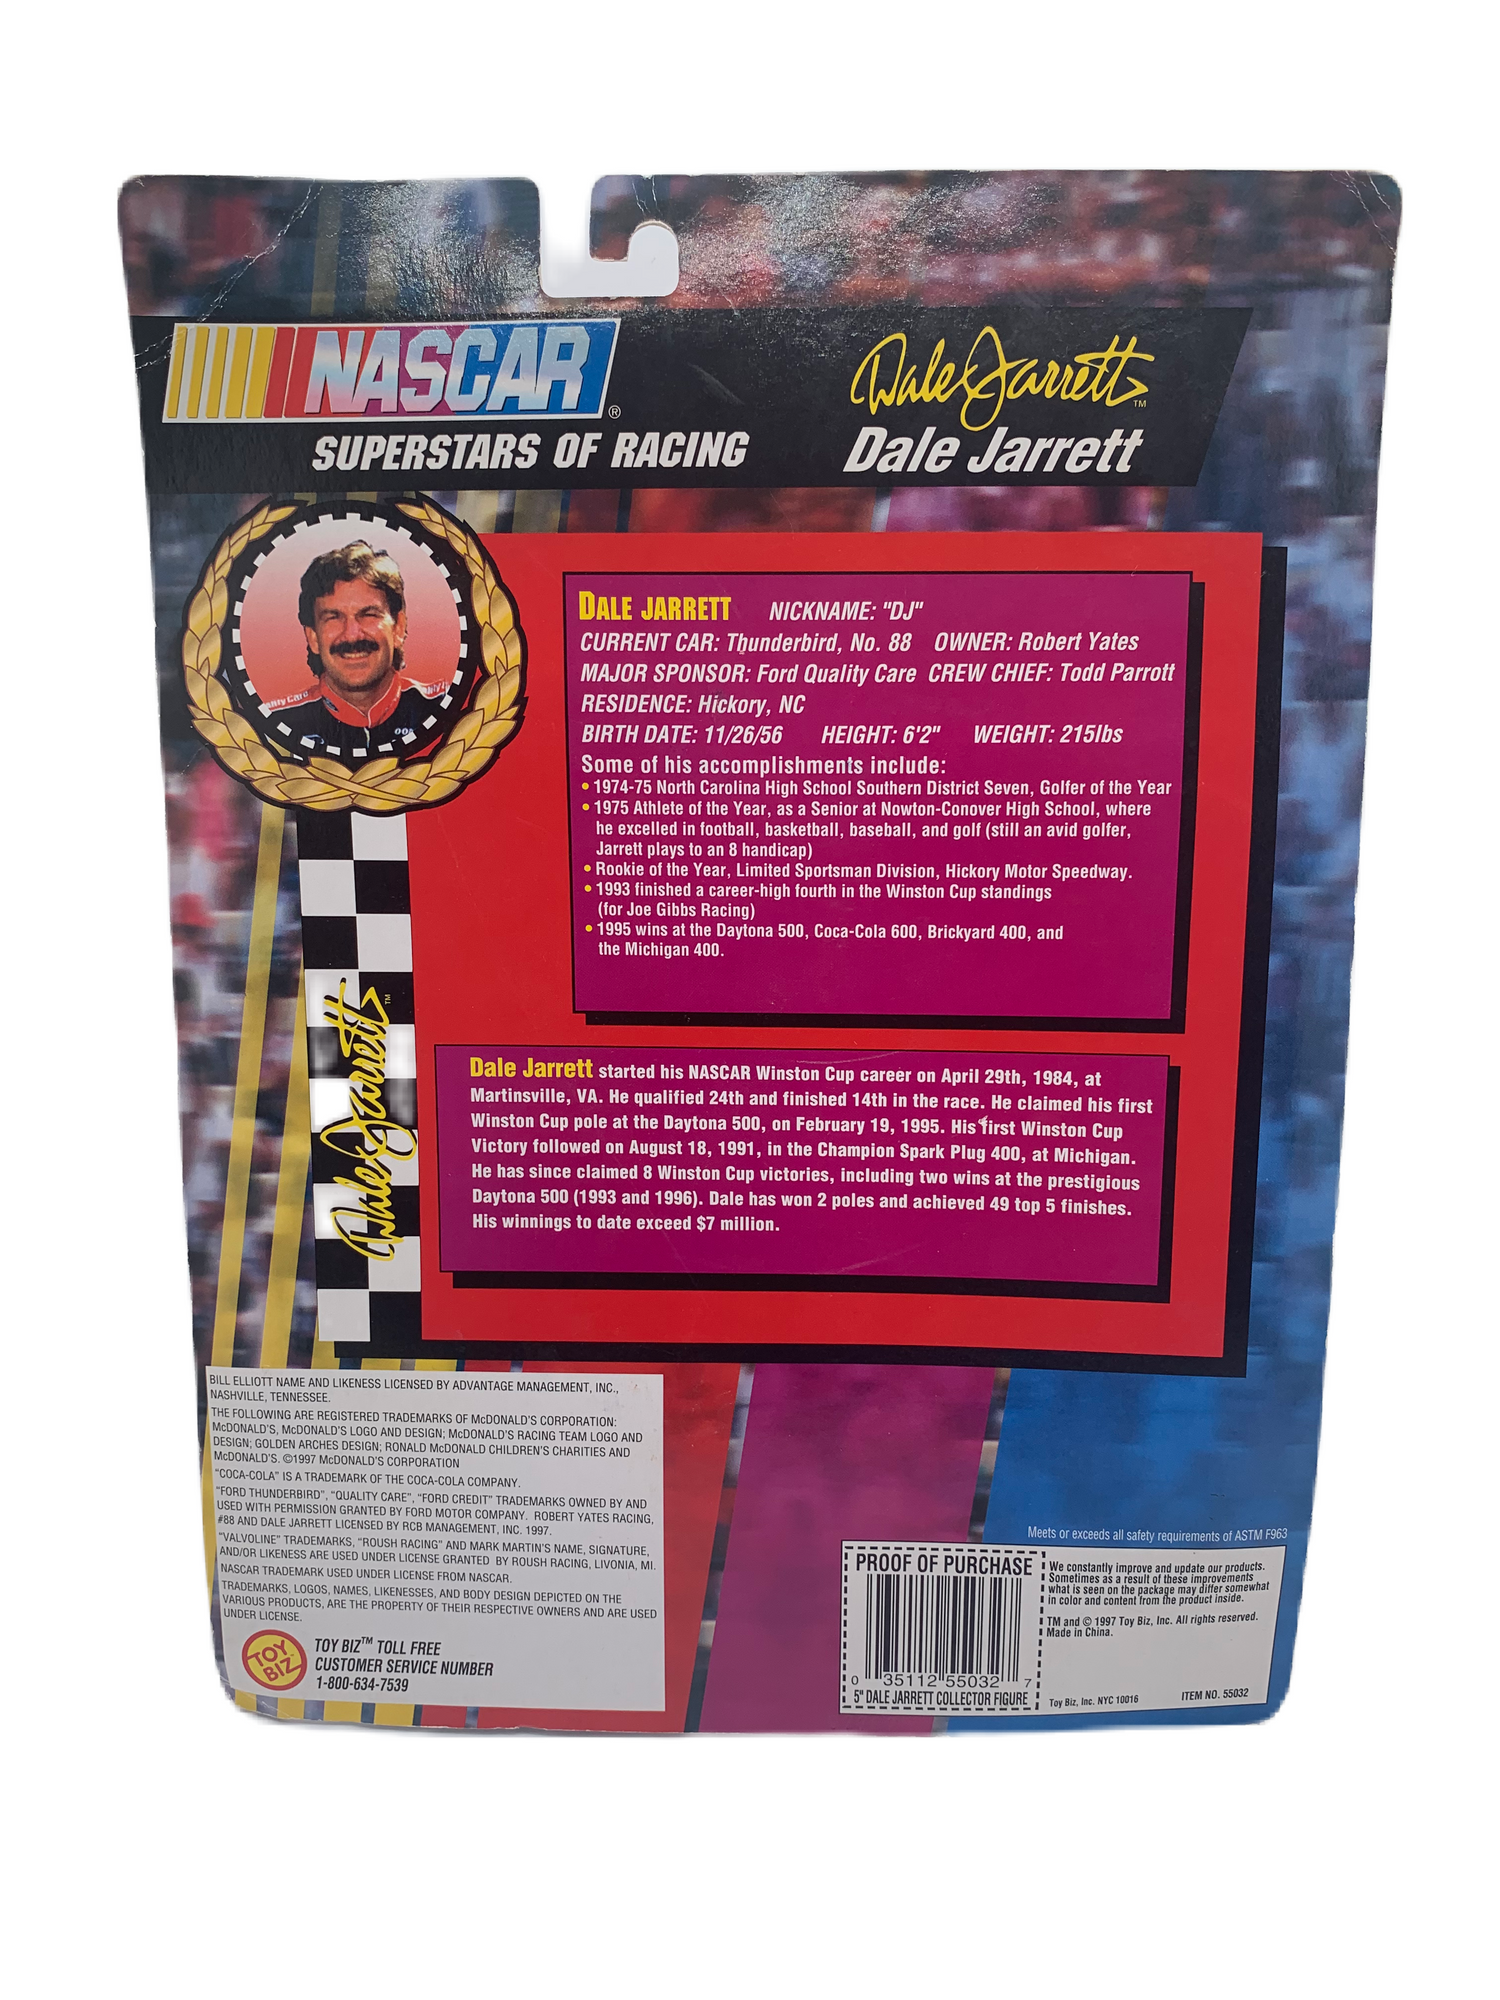 NASCAR®
SUPERSTARS OF RACING
Dale Jarrett™
Dale Jarrett
DALE JARRETT NICKNAME: "DJ"
CURRENT CAR: Thunderbird, No. 88 OWNER: Robert Yates
MAJOR SPONSOR: Ford Quality Care CREW CHIEF: Todd Parrott
RESIDENCE: Hickory, NC
BIRTH DATE: 11/26/56 HEIGHT: 6'2" WEIGHT: 215lbs
Some of his accomplishments include:
• 1974-75 North Carolina High School Southern District Seven, Golfer of the Year
• 1975 Athlete of the Year, as a Senior at Nowton-Conover High School, where
he excelled in football, basketball, baseball, and golf (still an avid golfer,
Jarrett plays to an 8 handicap)
• Rookie of the Year, Limited Sportsman Division, Hickory Motor Speedway.
• 1993 finished a career-high fourth in the Winston Cup standings
(for Joe Gibbs Racing)
• 1995 wins at the Daytona 500, Coca-Cola 600, Brickyard 400, and
the Michigan 400.
Dale Jarrett™
Dale Jarrett started his NASCAR Winston Cup career on April 29th, 1984, at
Martinsville, VA. He qualified 24th and finished 14th in the race. He claimed his first
Winston Cup pole at the Daytona 500, on February 19, 1995. His first Winston Cup
Victory followed on August 18, 1991, in the Champion Spark Plug 400, at Michigan.
He has since claimed 8 Winston Cup victories, including two wins at the prestigious
Daytona 500 (1993 and 1996). Dale has won 2 poles and achieved 49 top 5 finishes.
His winnings to date exceed $7 million.
BILL ELLIOTT NAME AND LIKENESS LICENSED BY ADVANTAGE MANAGEMENT, INC.,
NASHVILLE, TENNESSEE.
THE FOLLOWING ARE REGISTERED TRADEMARKS OF McDONALD'S CORPORATION:
McDONALD'S, McDONALD'S LOGO AND DESIGN; McDONALD'S RACING TEAM LOGO AND
DESIGN; GOLDEN ARCHES DESIGN; RONALD McDONALD CHILDREN'S CHARITIES AND
McDONALD'S. ©1997 McDONALD'S CORPORATION
"COCA-COLA" IS A TRADEMARK OF THE COCA-COLA COMPANY.
"FORD THUNDERBIRD", "QUALITY CARE", "FORD CREDIT" TRADEMARKS OWNED BY AND
USED WITH PERMISSION GRANTED BY FORD MOTOR COMPANY. ROBERT YATES RACING,
#88 AND DALE JARRETT LICENSED BY RCB MANAGEMENT, INC. 1997.
"VALVOLINE" TRADEMARKS, "ROUSH RACING" AND MARK MARTIN'S NAME, SIGNATURE,
AND/OR LIKENESS ARE USED UNDER LICENSE GRANTED BY ROUSH RACING, LIVONIA, MI.
NASCAR TRADEMARK USED UNDER LICENSE FROM NASCAR.
TRADEMARKS, LOGOS, NAMES, LIKENESSES, AND BODY DESIGN DEPICTED ON THE
VARIOUS PRODUCTS, ARE THE PROPERTY OF THEIR RESPECTIVE OWNERS AND ARE USED
UNDER LICENSE.
TOY BIZ
TOY BIZ™ TOLL FREE
CUSTOMER SERVICE NUMBER
1-800-634-7539
Meets or exceeds all safety requirements of ASTM F963
PROOF OF PURCHASE
0 35112 55032 7
5" DALE JARRETT COLLECTOR FIGURE
We constantly improve and update our products.
Sometimes as a result of these improvements
what is seen on the package may differ somewhat
in color and content from the product inside.
TM and © 1997 Toy Biz, Inc. All rights reserved.
Made in China.
Toy Biz, Inc. NYC 10016 ITEM NO. 55032